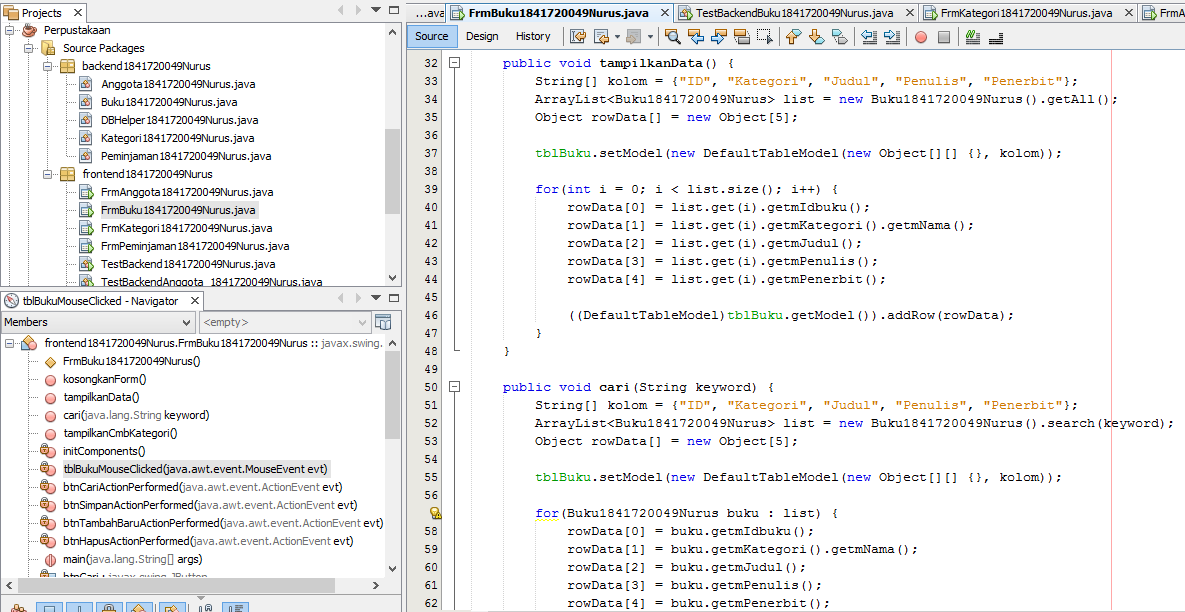 Projects
Perpustakaan
Source Packages
backend1841720049Nurus
Anggota1841720049Nurus.java
Buku1841720049Nurus.java
DBHelper1841720049Nurus.java
Kategori1841720049Nurus.java
Peminjaman1841720049Nurus.java
frontend1841720049Nurus
FrmAnggota1841720049Nurus.java
FrmBuku1841720049Nurus.java
FrmKategori1841720049Nurus.java
FrmPeminjaman1841720049Nurus.java
TestBackend1841720049Nurus.java
TestBackendAnggota_1841720049Nurus.java
tblBukuMouseClicked - Navigator
Members <empty>
frontend1841720049Nurus.FrmBuku1841720049Nurus :: javax.swing.
FrmBuku1841720049Nurus()
kosongkanForm()
tampilkanData()
cari(java.lang.String keyword)
tampilkanCmbKategori()
initComponents()
tblBukuMouseClicked(java.awt.event.MouseEvent evt)
btnCariActionPerformed(java.awt.event.ActionEvent evt)
btnSimpanActionPerformed(java.awt.event.ActionEvent evt)
btnTambahBaruActionPerformed(java.awt.event.ActionEvent evt)
btnHapusActionPerformed(java.awt.event.ActionEvent evt)
main(java.lang.String[] args)
btnCari : javax.swing.JButton
...ava FrmBuku1841720049Nurus.java TestBackendBuku1841720049Nurus.java FrmKategori1841720049Nurus.java FrmA
Source Design History
32 public void tampilkanData() {
33 String[] kolom = {"ID", "Kategori", "Judul", "Penulis", "Penerbit"};
34 ArrayList<Buku1841720049Nurus> list = new Buku1841720049Nurus().getAll();
35 Object rowData[] = new Object[5];
36
37 tblBuku.setModel(new DefaultTableModel(new Object[][] {}, kolom));
38
39 for(int i = 0; i < list.size(); i++) {
40 rowData[0] = list.get(i).getmIdbuku();
41 rowData[1] = list.get(i).getmKategori().getmNama();
42 rowData[2] = list.get(i).getmJudul();
43 rowData[3] = list.get(i).getmPenulis();
44 rowData[4] = list.get(i).getmPenerbit();
45
46 ((DefaultTableModel)tblBuku.getModel()).addRow(rowData);
47 }
48 }
49
50 public void cari(String keyword) {
51 String[] kolom = {"ID", "Kategori", "Judul", "Penulis", "Penerbit"};
52 ArrayList<Buku1841720049Nurus> list = new Buku1841720049Nurus().search(keyword);
53 Object rowData[] = new Object[5];
54
55 tblBuku.setModel(new DefaultTableModel(new Object[][] {}, kolom));
56
for(Buku1841720049Nurus buku : list) {
58 rowData[0] = buku.getmIdbuku();
59 rowData[1] = buku.getmKategori().getmNama();
60 rowData[2] = buku.getmJudul();
61 rowData[3] = buku.getmPenulis();
62 rowData[4] = buku.getmPenerbit();